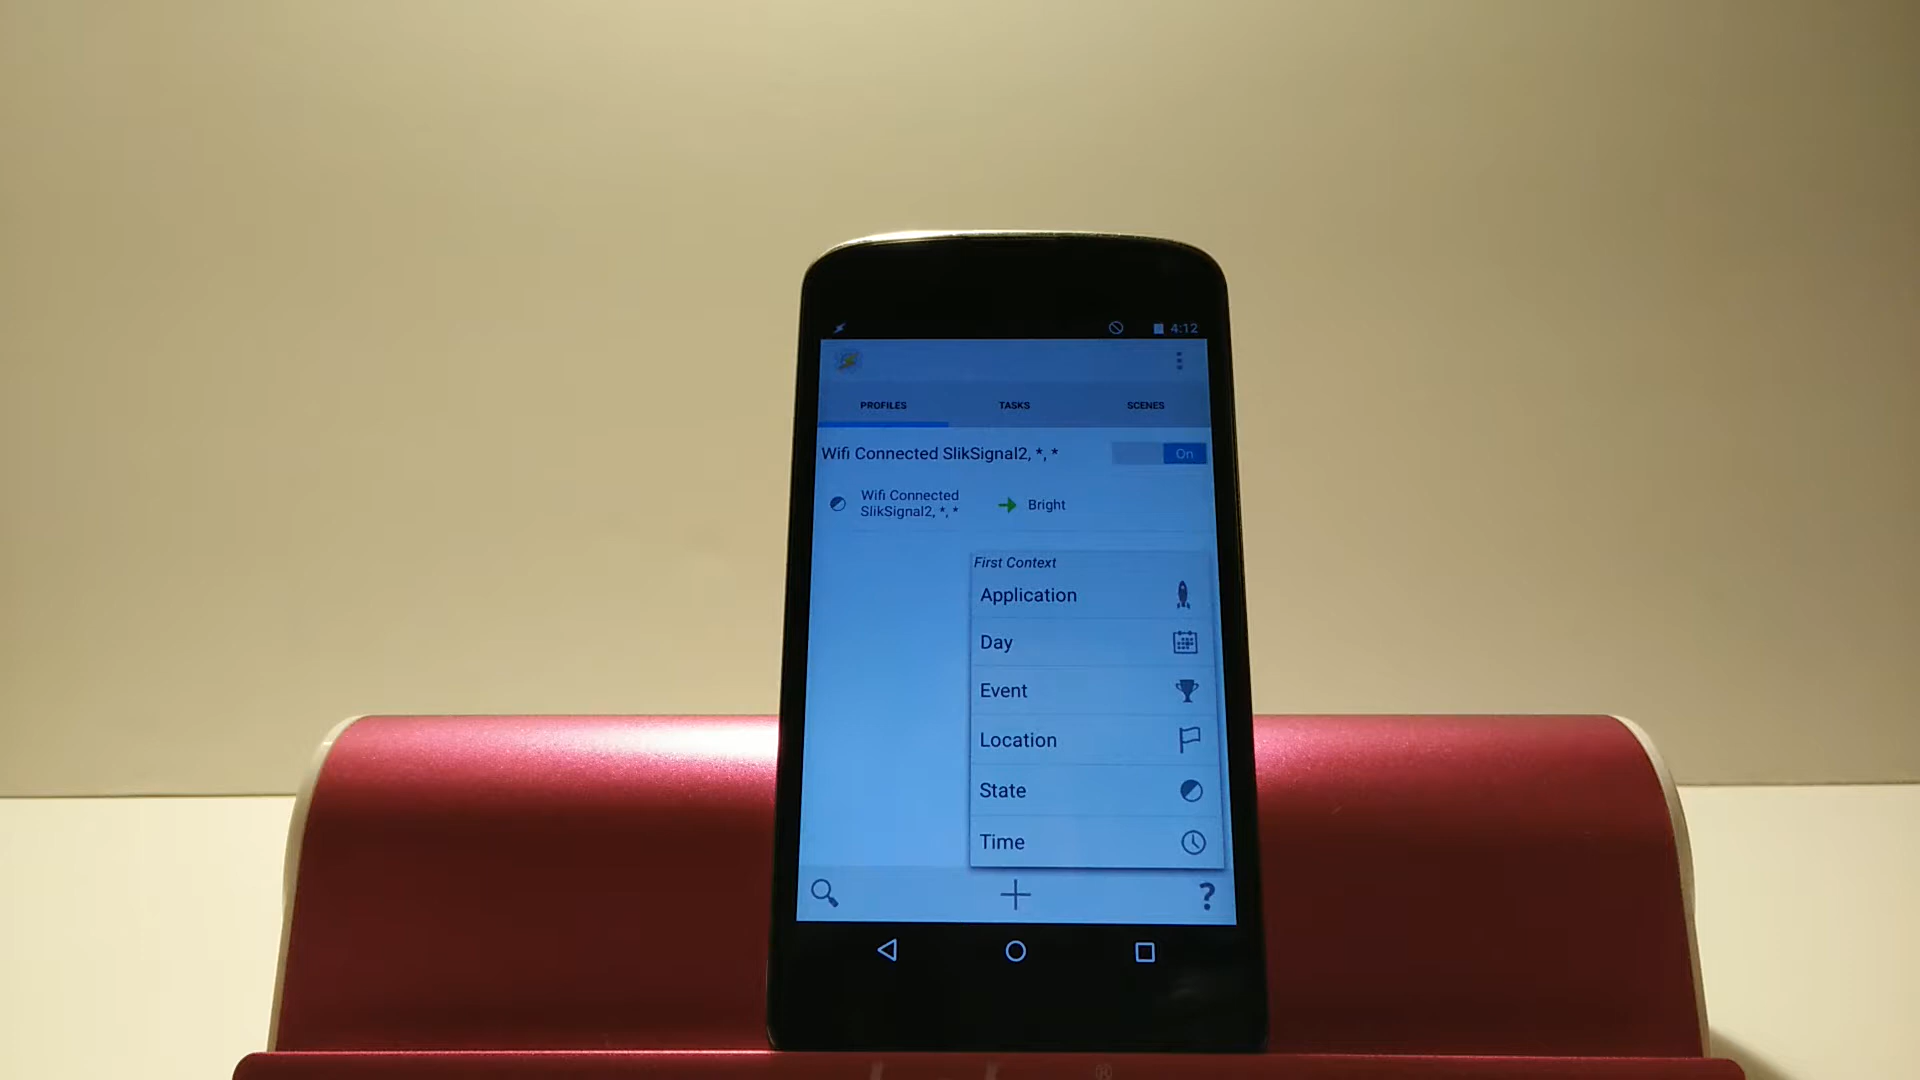 4:12
PROFILES TASKS SCENES
Wifi Connected SlikSignal2, *, * On
Wifi Connected
SlikSignal2, *, * Bright
First Context
Application
Day
Event
Location
State
Time
?
®